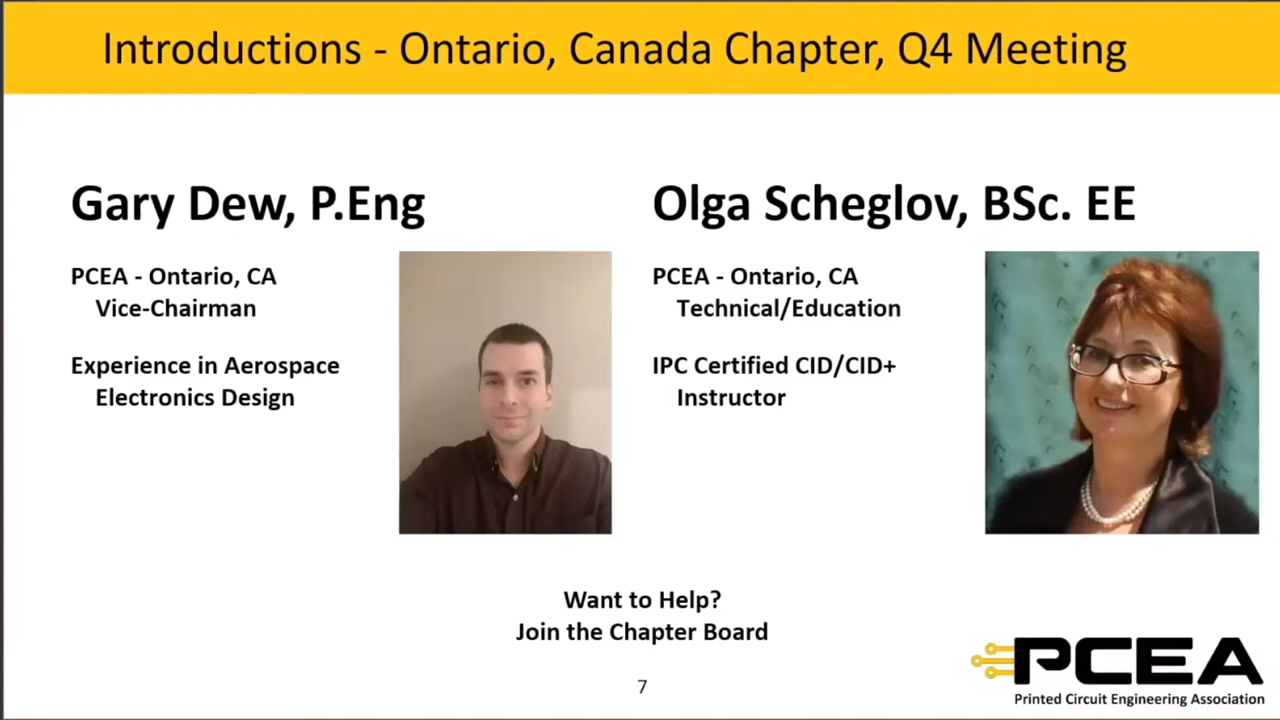 Introductions - Ontario, Canada Chapter, Q4 Meeting
Gary Dew, P.Eng
PCEA - Ontario, CA
Vice-Chairman
Experience in Aerospace
Electronics Design
Olga Scheglov, BSc. EE
PCEA - Ontario, CA
Technical/Education
IPC Certified CID/CID+
Instructor
Want to Help?
Join the Chapter Board
7
PCEA
Printed Circuit Engineering Association